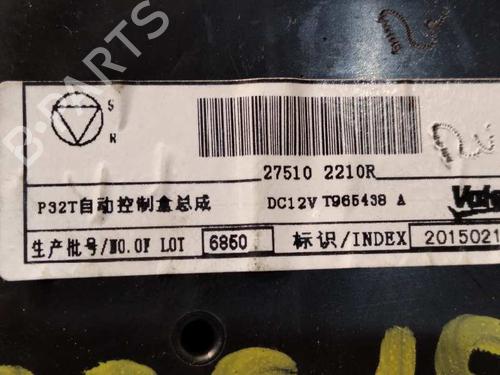 S
R
27510 2210R
P32T自动控制盒总成 DC12V T965438 A Vale
生产批号/NO.OF LOT 6850 标识/INDEX 2015021
B-PARTS